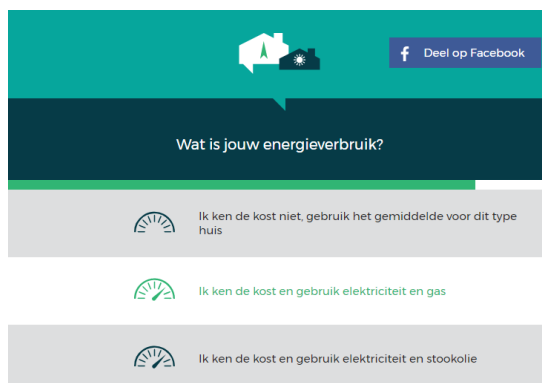 Deel op Facebook
Wat is jouw energieverbruik?
Ik ken de kost niet, gebruik het gemiddelde voor dit type
huis
Ik ken de kost en gebruik elektriciteit en gas
Ik ken de kost en gebruik elektriciteit en stookolie